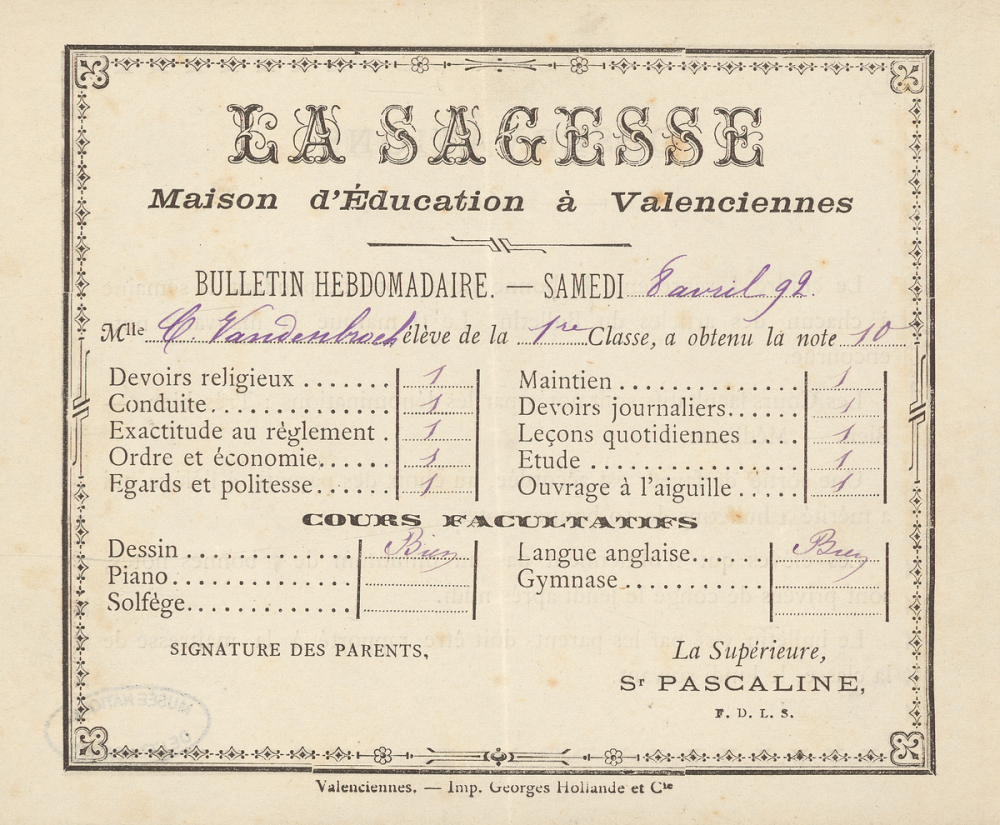 LA SAGESSE
Maison d'Éducation à Valenciennes
BULLETIN HEBDOMADAIRE. — SAMEDI 8 avril 92.
Mlle C. Vandenbroek élève de la 1re Classe, a obtenu la note 10
Devoirs religieux ....... 1
Conduite............... 1
Exactitude au règlement . 1
Ordre et économie...... 1
Egards et politesse...... 1
Maintien .............. 1
Devoirs journaliers...... 1
Leçons quotidiennes .... 1
Etude ................. 1
Ouvrage à l'aiguille ..... 1
COURS FACULTATIFS
Dessin ............... Bien
Piano.................
Solfège...............
Langue anglaise....... Bien
Gymnase............
SIGNATURE DES PARENTS,
La Supérieure,
Sr PASCALINE,
F. D. L. S.
Valenciennes. — Imp. Georges Hollande et Cie